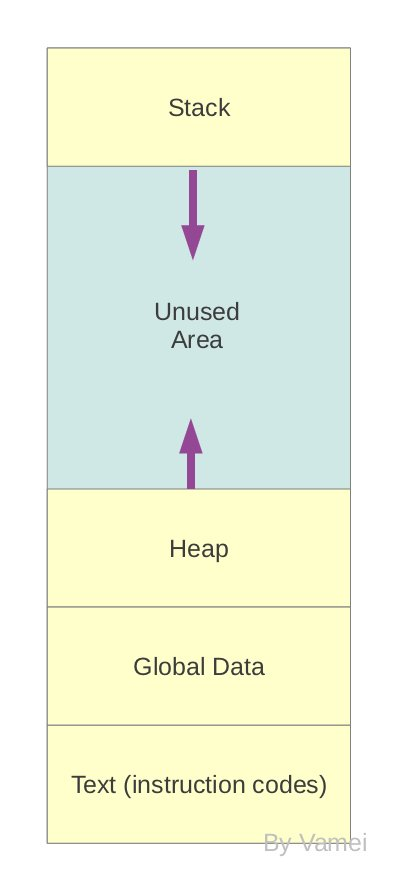 Stack
Unused
Area
Heap
Global Data
Text (instruction codes)
By Vamei